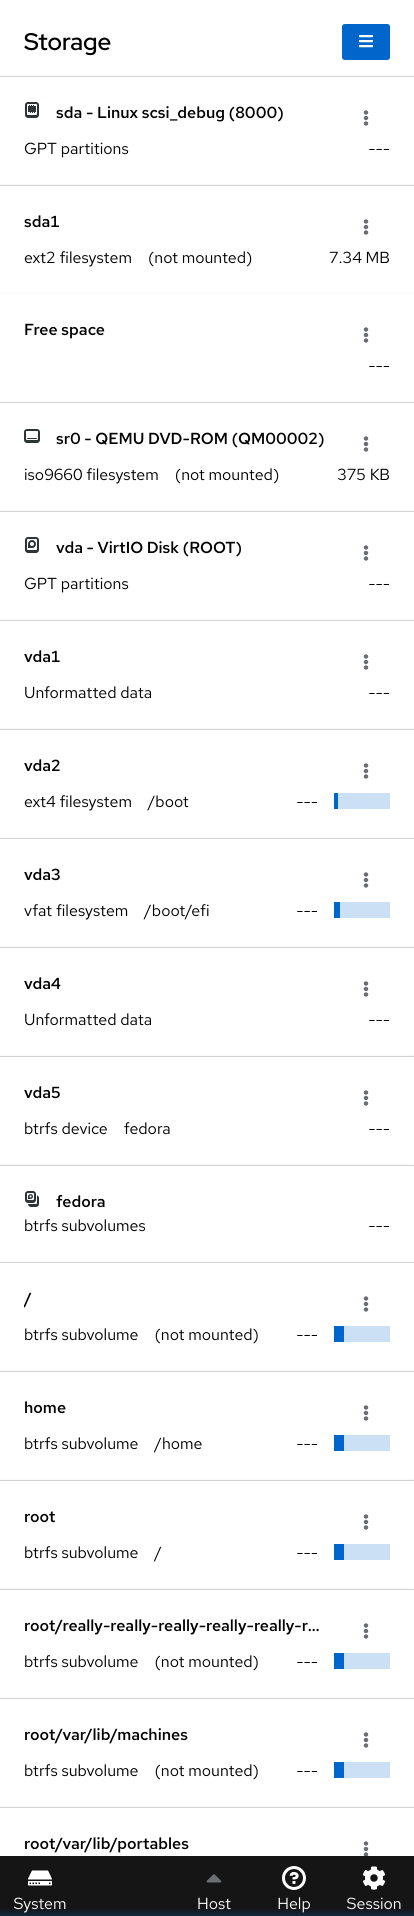 Storage
sda - Linux scsi_debug (8000)
GPT partitions ---
sda1
ext2 filesystem (not mounted) 7.34 MB
Free space
---
sr0 - QEMU DVD-ROM (QM00002)
iso9660 filesystem (not mounted) 375 KB
vda - VirtIO Disk (ROOT)
GPT partitions ---
vda1
Unformatted data ---
vda2
ext4 filesystem /boot ---
vda3
vfat filesystem /boot/efi ---
vda4
Unformatted data ---
vda5
btrfs device fedora ---
fedora
btrfs subvolumes ---
/
btrfs subvolume (not mounted) ---
home
btrfs subvolume /home ---
root
btrfs subvolume / ---
root/really-really-really-really-really-r...
btrfs subvolume (not mounted) ---
root/var/lib/machines
btrfs subvolume (not mounted) ---
root/var/lib/portables
System Host Help Session